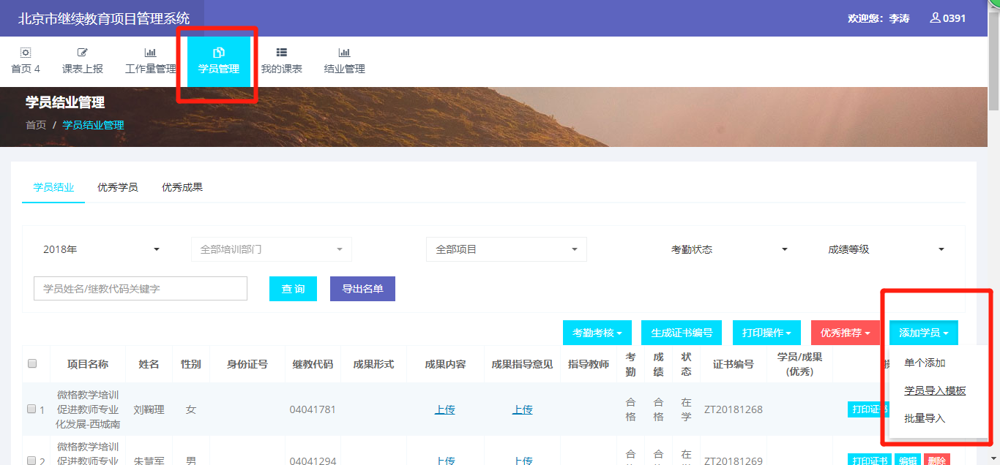 北京市继续教育项目管理系统
欢迎您：李涛 0391
首页 4 课表上报 工作量管理 学员管理 我的课表 结业管理
学员结业管理
首页 / 学员结业管理
学员结业 优秀学员 优秀成果
2018年 全部培训部门 全部项目 考勤状态 成绩等级
学员姓名/继教代码关键字 查 询 导出名单
考勤考核 生成证书编号 打印操作 优秀推荐 添加学员
单个添加
学员导入模板
批量导入
项目名称 姓名 性别 身份证号 继教代码 成果形式 成果内容 成果指导意见 指导教师 考勤 成绩 状态 证书编号 学员/成果
(优秀)
1 微格教学培训
促进教师专业
化发展-西城南
刘鞠理 女 04041781 上传 上传 合格 合格 在学 ZT20181268 打印证书
2 微格教学培训
促进教师专业
朱慧军 男 04041294 上传 上传 合 合 在 ZT20181269 打印证书 编辑 删除